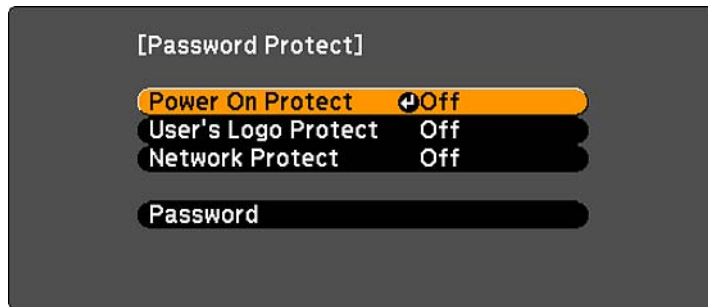 [Password Protect]
Power On Protect Off
User's Logo Protect Off
Network Protect Off
Password